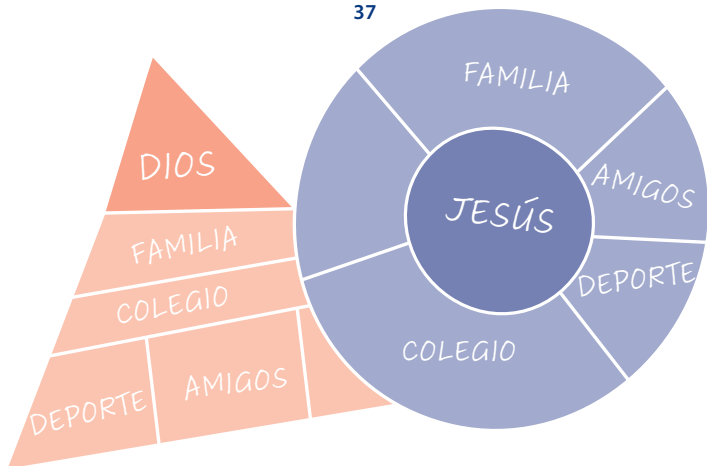 37
DIOS
FAMILIA
COLEGIO
DEPORTE
AMIGOS
FAMILIA
AMIGOS
JESÚS
DEPORTE
COLEGIO